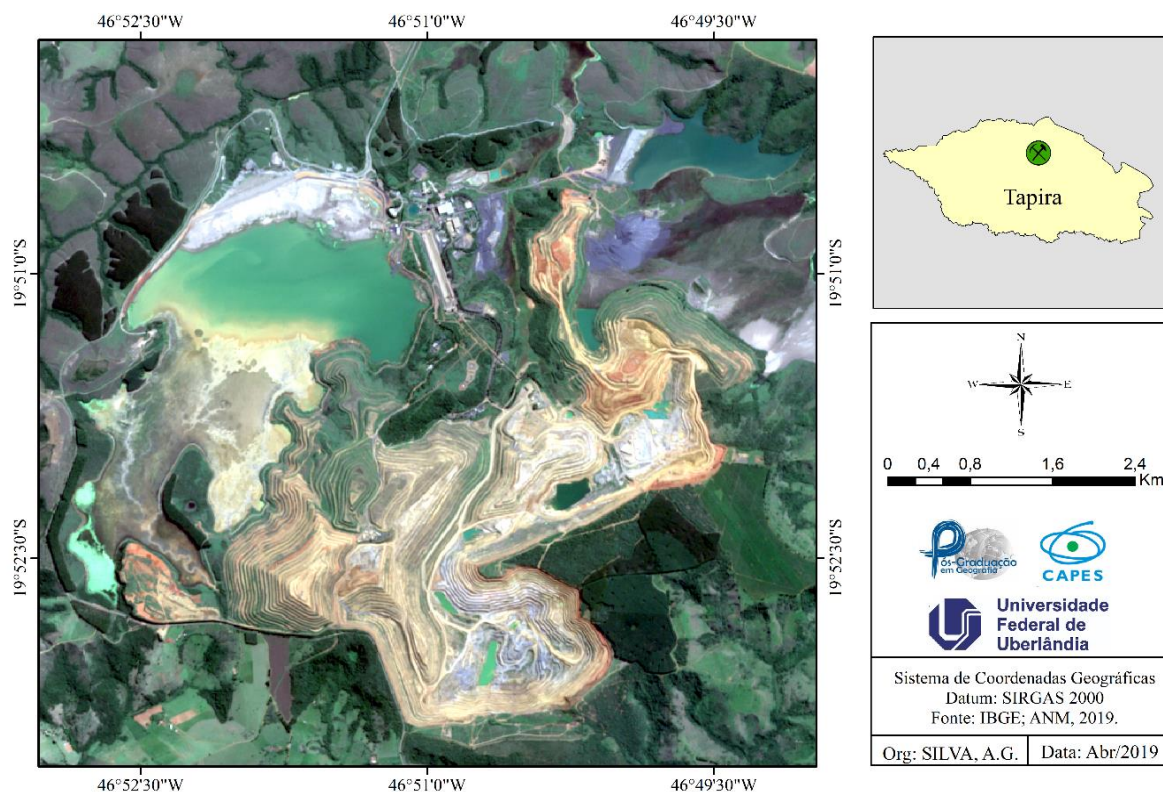 46°52'30"W 46°51'0"W 46°49'30"W
19°51'0"S 19°51'0"S
19°52'30"S 19°52'30"S
46°52'30"W 46°51'0"W 46°49'30"W
Tapira
N
W E
S
0 0,4 0,8 1,6 2,4
Km
Pós-Graduação
em Geografia
CAPES
Universidade
Federal de
Uberlândia
Sistema de Coordenadas Geográficas
Datum: SIRGAS 2000
Fonte: IBGE; ANM, 2019.
Org: SILVA, A.G. Data: Abr/2019